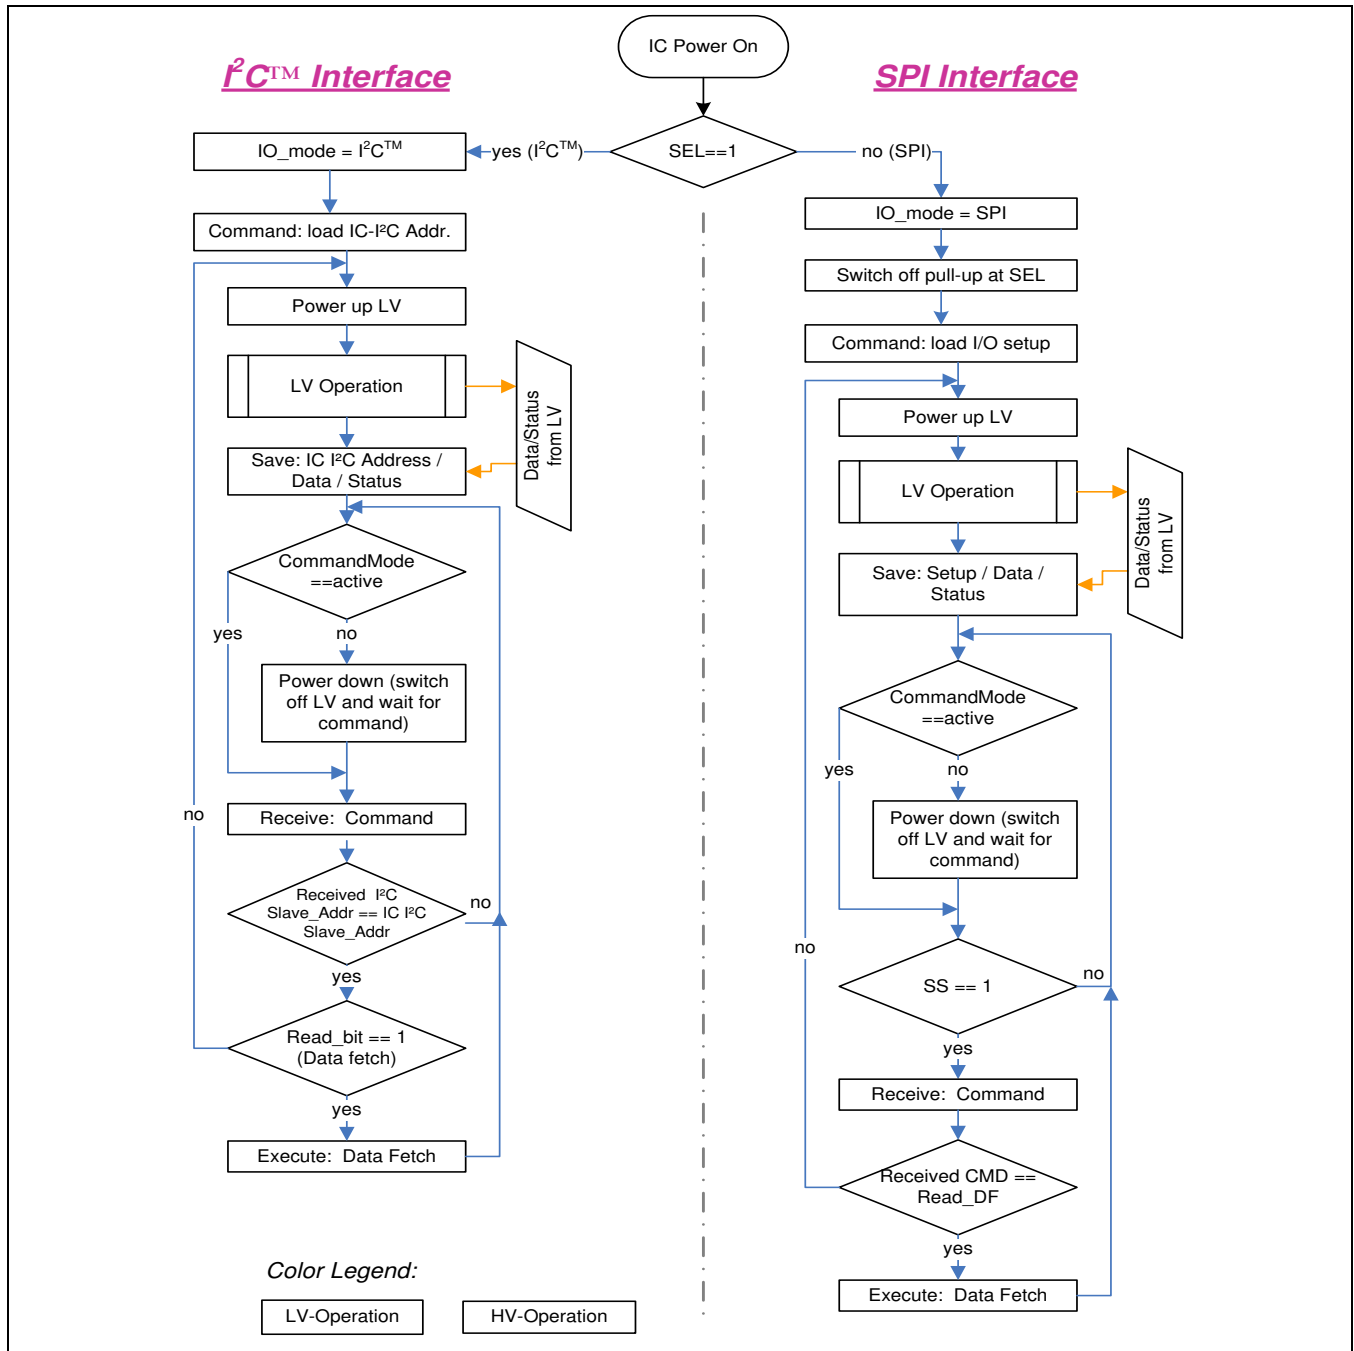 IC Power On
I²C™ Interface
SPI Interface
SEL==1
yes (I²C™)
no (SPI)
IO_mode = I²C™
Command: load IC-I²C Addr.
Power up LV
LV Operation
Data/Status
from LV
Save: IC I²C Address /
Data / Status
CommandMode
==active
yes
no
Power down (switch
off LV and wait for
command)
no
Receive: Command
Received I²C
Slave_Addr == IC I²C
Slave_Addr
no
yes
Read_bit == 1
(Data fetch)
yes
Execute: Data Fetch
IO_mode = SPI
Switch off pull-up at SEL
Command: load I/O setup
Power up LV
LV Operation
Data/Status
from LV
Save: Setup / Data /
Status
CommandMode
==active
yes
no
Power down (switch
off LV and wait for
command)
no
SS == 1
no
yes
Receive: Command
Received CMD ==
Read_DF
yes
Execute: Data Fetch
Color Legend:
LV-Operation
HV-Operation